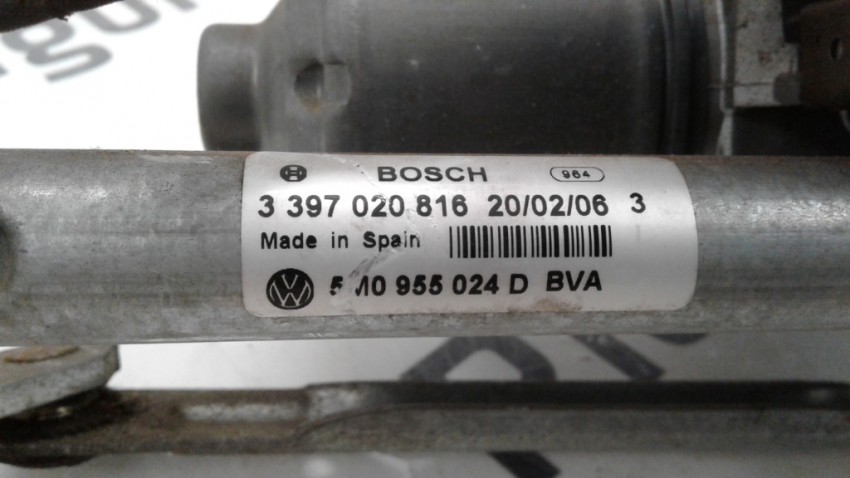 BOSCH 964
3 397 020 816 20/02/06 3
Made in Spain
5M0 955 024 D BVA